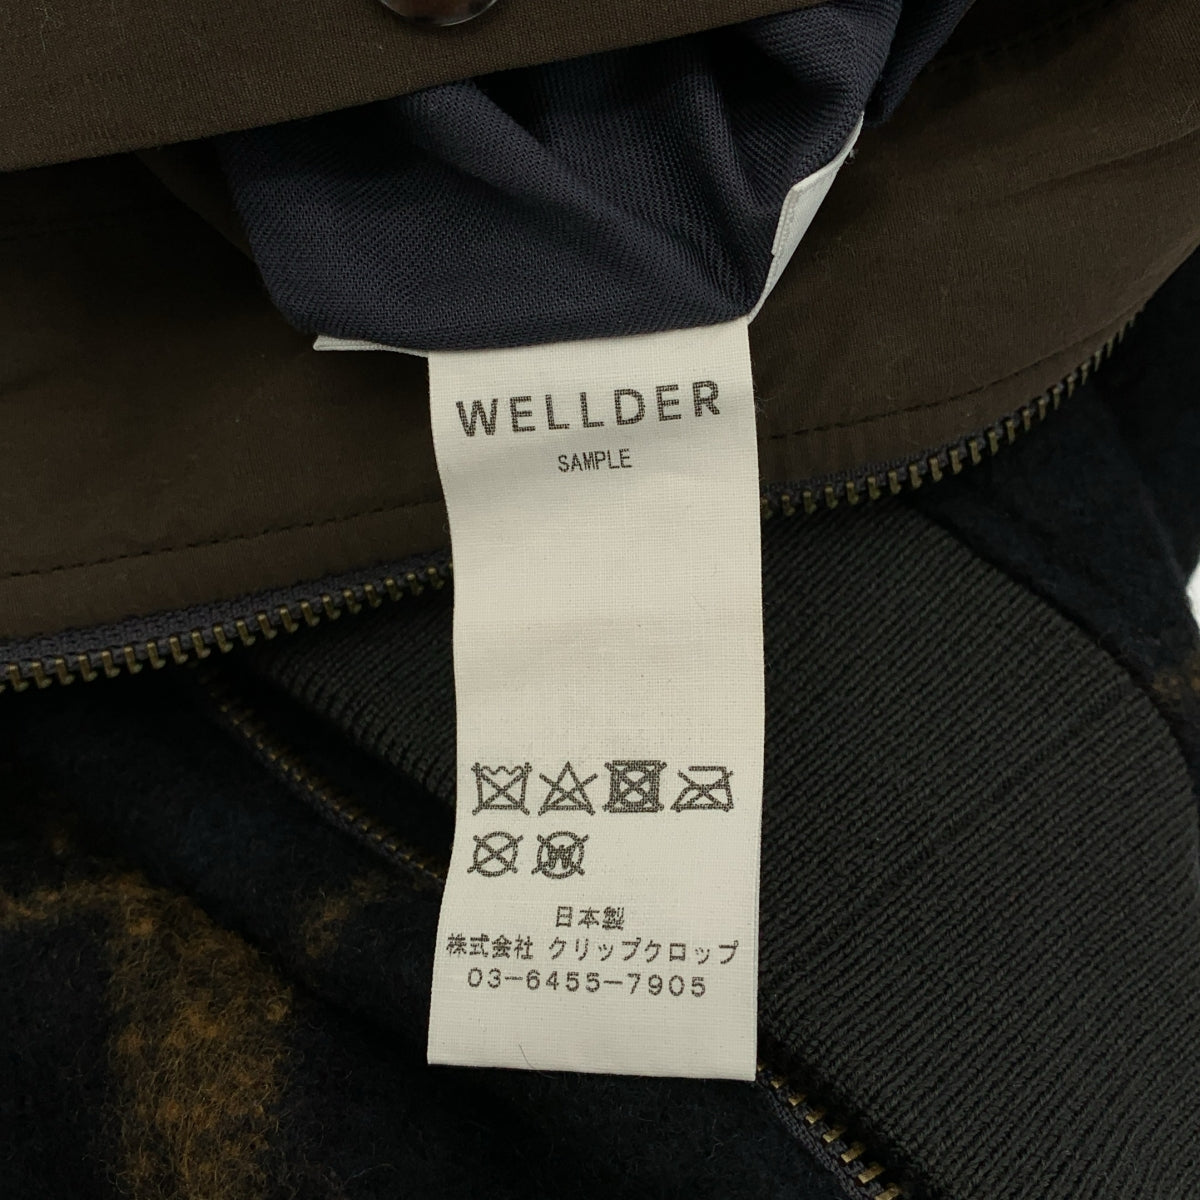 WELLDER
SAMPLE
W
日本製
株式会社 クリップクロップ
03-6455-7905